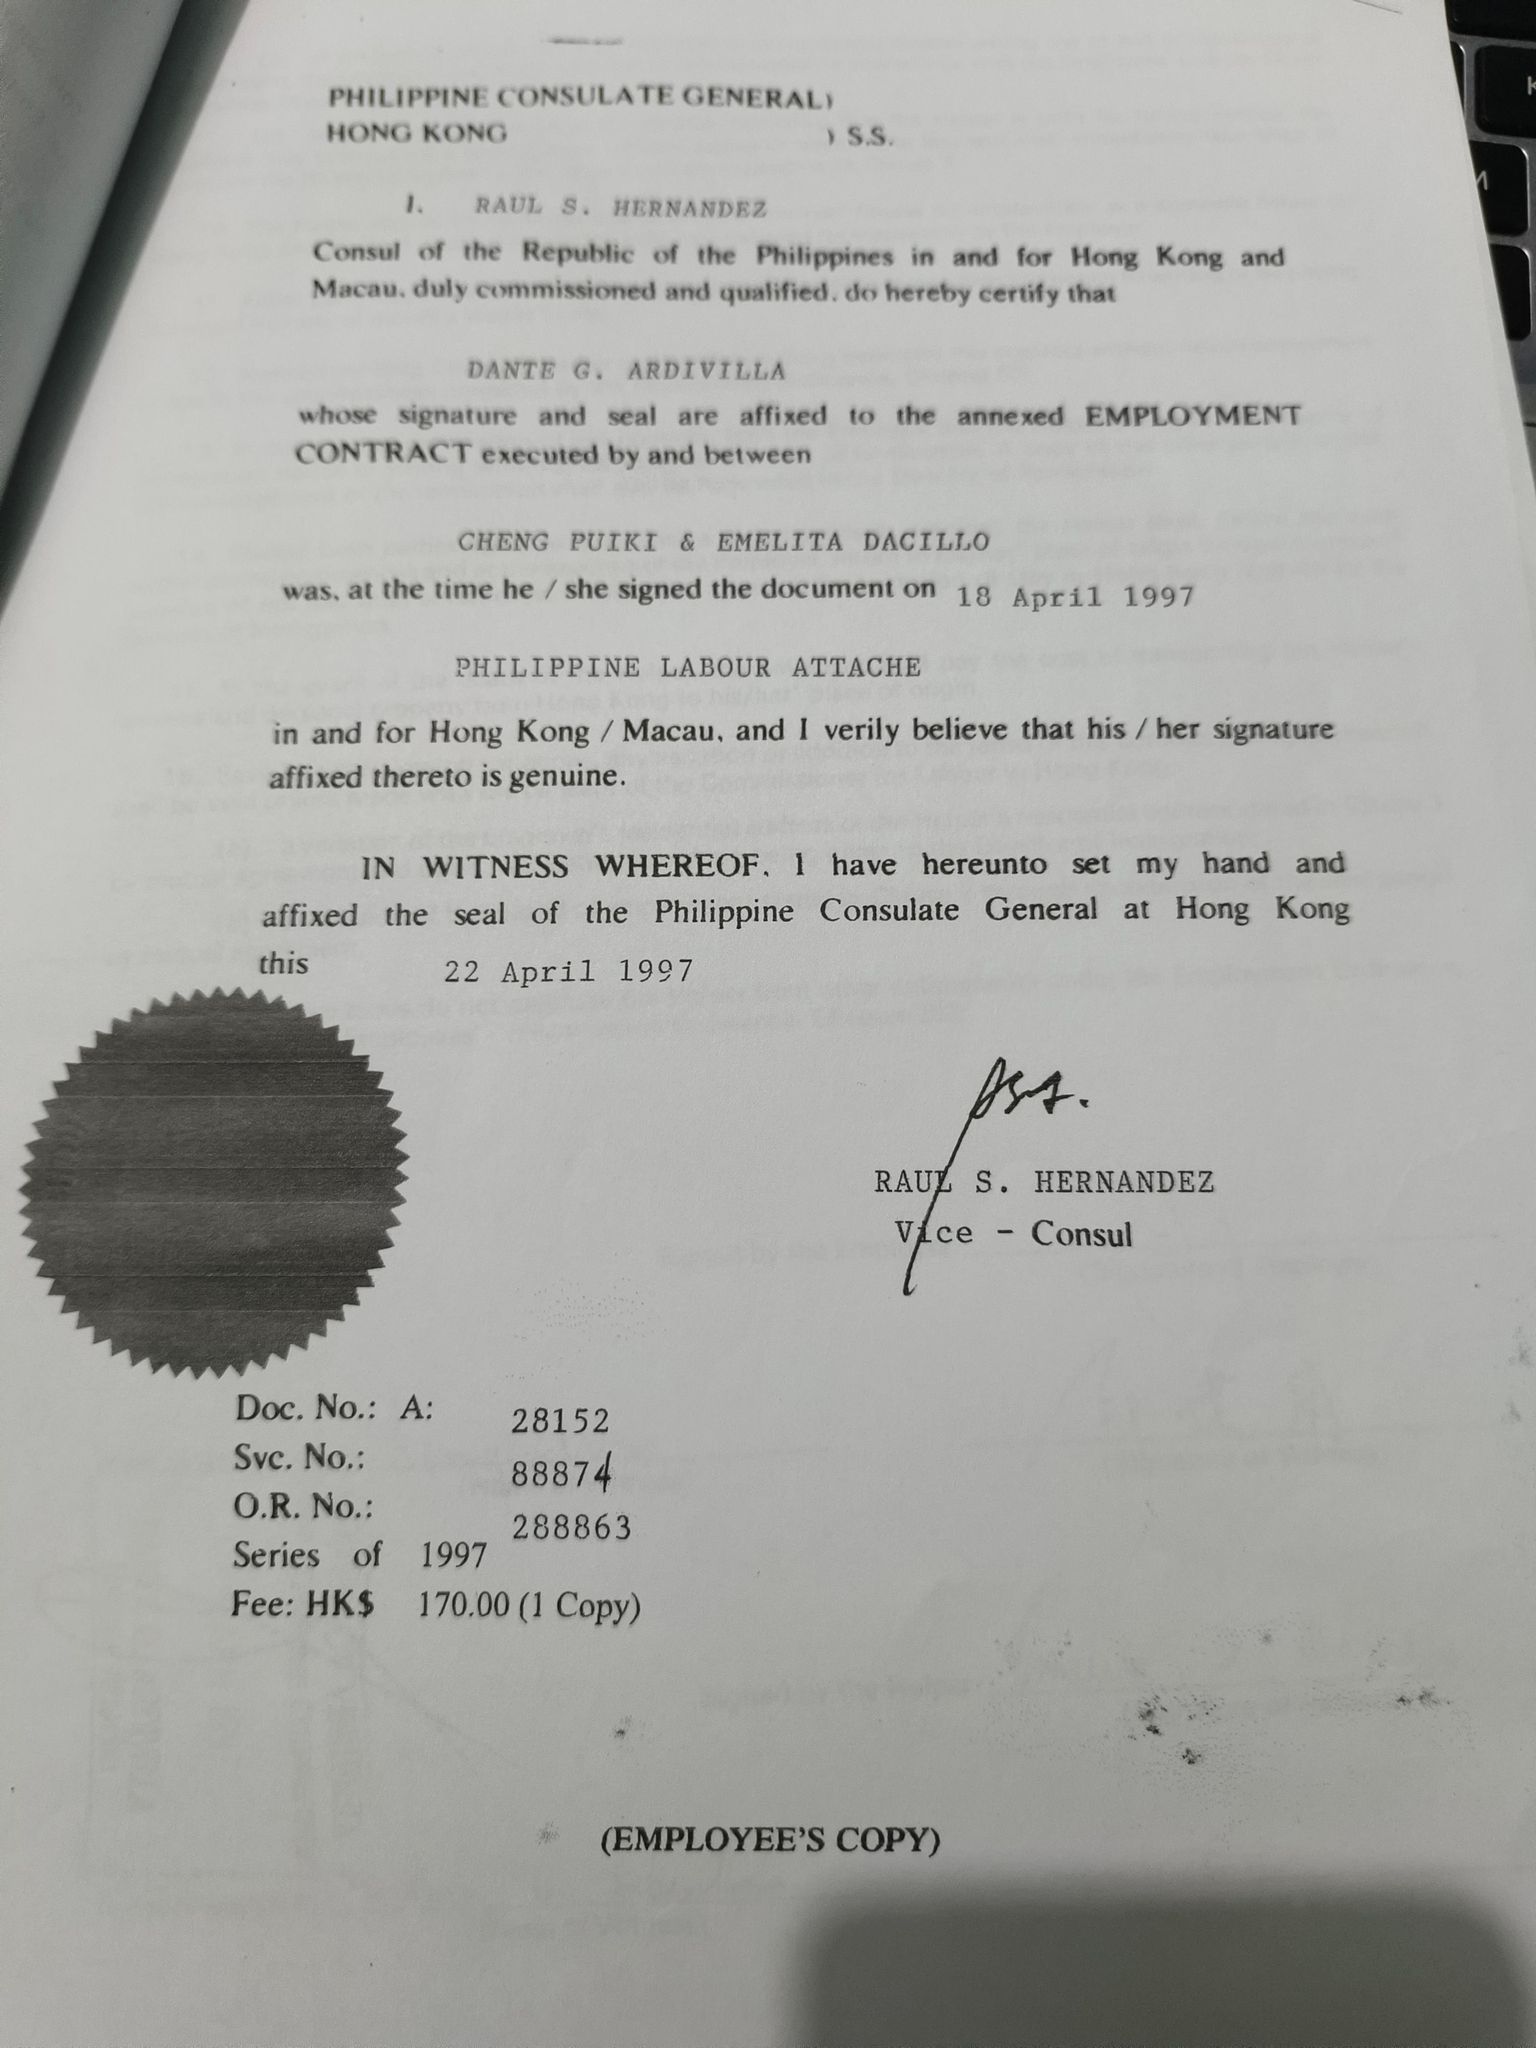 PHILIPPINE CONSULATE GENERAL)
HONG KONG ) S.S.
I. RAUL S. HERNANDEZ
Consul of the Republic of the Philippines in and for Hong Kong and
Macau, duly commissioned and qualified, do hereby certify that
DANTE G. ARDIVILLA
whose signature and seal are affixed to the annexed EMPLOYMENT
CONTRACT executed by and between
CHENG PUIKI & EMELITA DACILLO
was, at the time he / she signed the document on 18 April 1997
PHILIPPINE LABOUR ATTACHE
in and for Hong Kong / Macau, and I verily believe that his / her signature
affixed thereto is genuine.
IN WITNESS WHEREOF, I have hereunto set my hand and
affixed the seal of the Philippine Consulate General at Hong Kong
this 22 April 1997
RAUL S. HERNANDEZ
Vice - Consul
Doc. No.: A: 28152
Svc. No.: 88874
O.R. No.: 288863
Series of 1997
Fee: HK$ 170.00 (1 Copy)
(EMPLOYEE'S COPY)